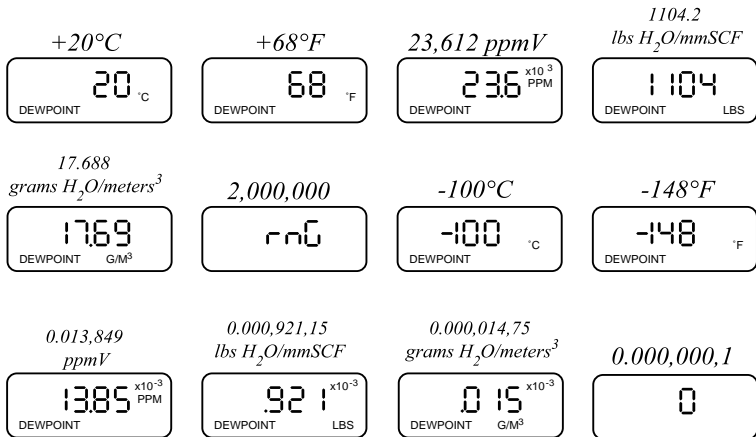 +20°C
20 °C
DEWPOINT
+68°F
68 °F
DEWPOINT
23,612 ppmV
23.6 x10 3
PPM
DEWPOINT
1104.2
lbs H2O/mmSCF
1104
DEWPOINT LBS
17.688
grams H2O/meters3
17.69
DEWPOINT G/M3
2,000,000
rnG
-100°C
-100 °C
DEWPOINT
-148°F
-148 °F
DEWPOINT
0.013,849
ppmV
13.85 x10-3
PPM
DEWPOINT
0.000,921,15
lbs H2O/mmSCF
.921 x10-3
DEWPOINT LBS
0.000,014,75
grams H2O/meters3
.015 x10-3
DEWPOINT G/M3
0.000,000,1
0